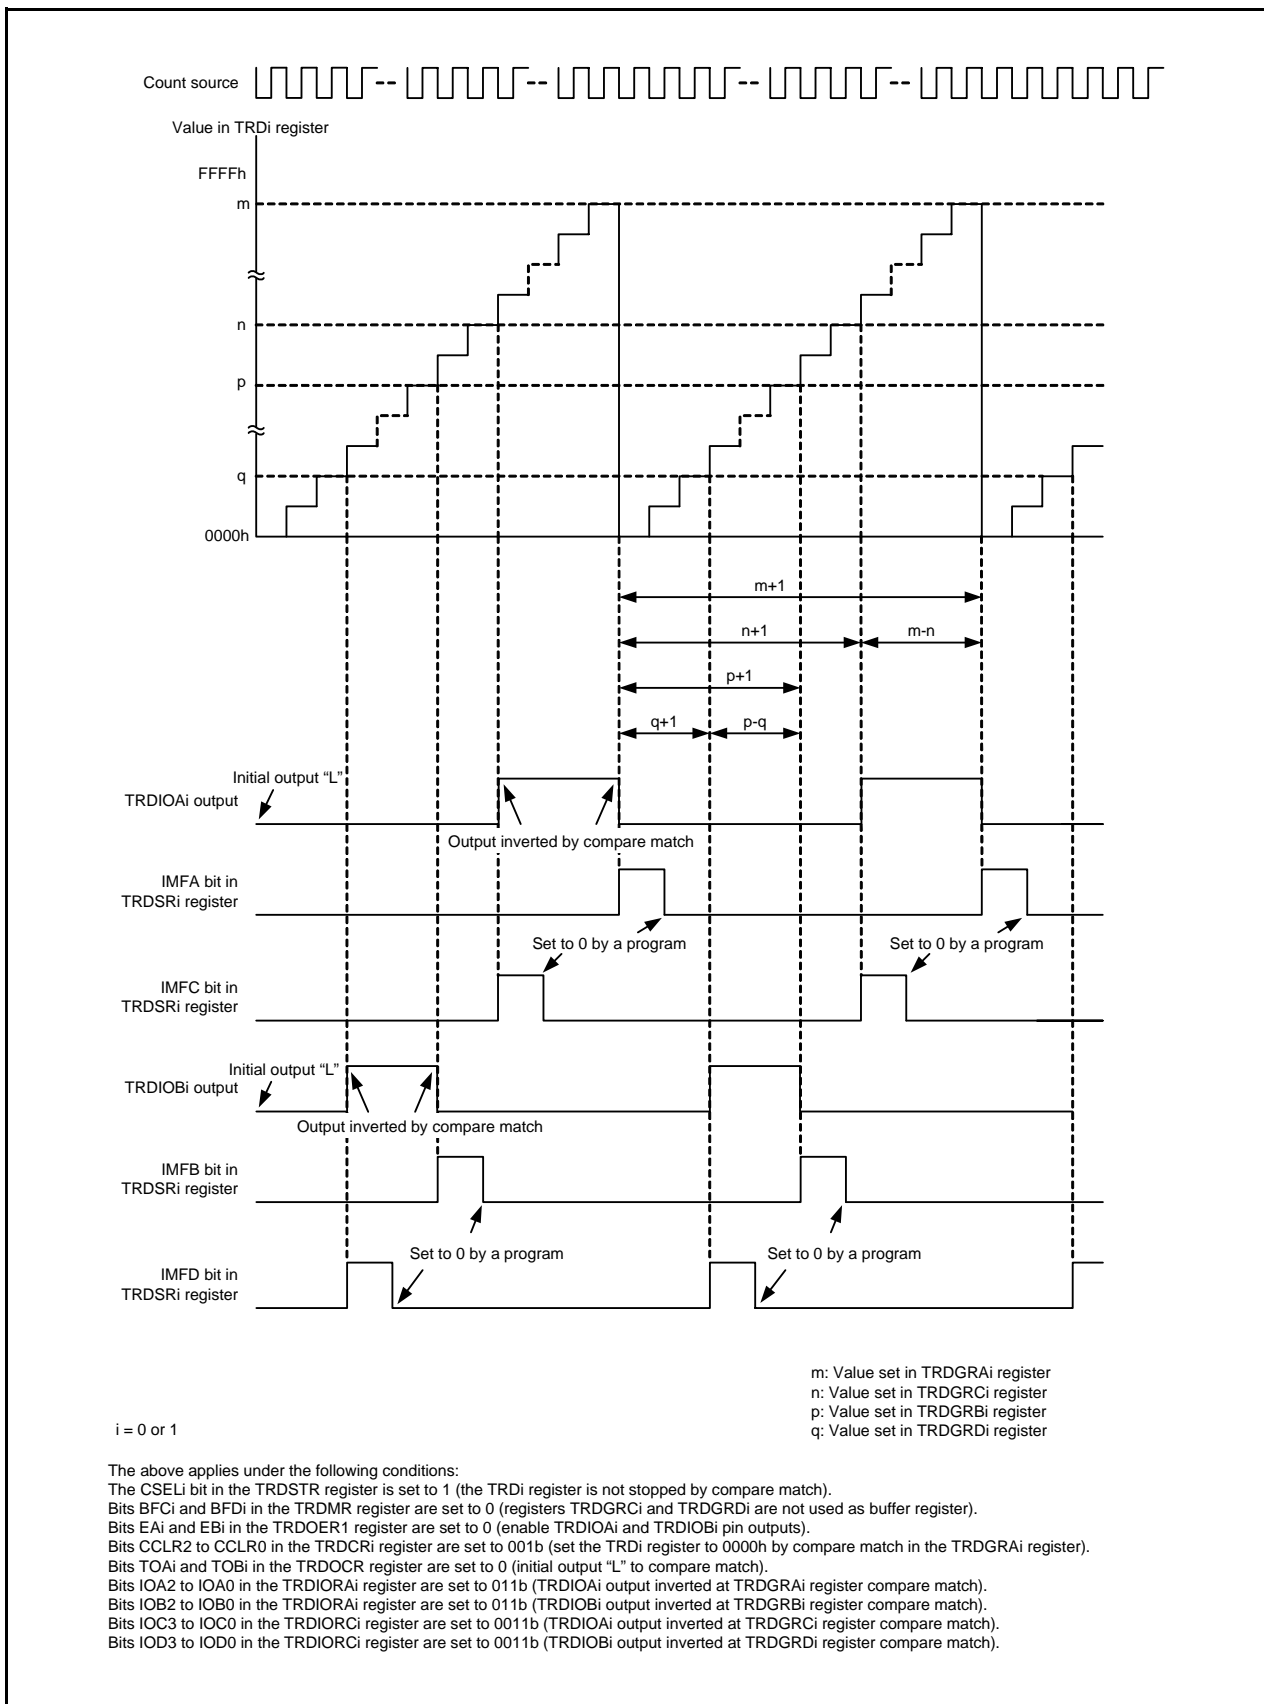 Count source
Value in TRDi register
FFFFh
m
n
p
q
0000h
m+1
n+1
m-n
p+1
q+1
p-q
Initial output “L”
TRDIOAi output
Output inverted by compare match
IMFA bit in
TRDSRi register
Set to 0 by a program
Set to 0 by a program
IMFC bit in
TRDSRi register
Initial output “L”
TRDIOBi output
Output inverted by compare match
IMFB bit in
TRDSRi register
Set to 0 by a program
Set to 0 by a program
IMFD bit in
TRDSRi register
m: Value set in TRDGRAi register
n: Value set in TRDGRCi register
p: Value set in TRDGRBi register
q: Value set in TRDGRDi register
i = 0 or 1
The above applies under the following conditions:
The CSELi bit in the TRDSTR register is set to 1 (the TRDi register is not stopped by compare match).
Bits BFCi and BFDi in the TRDMR register are set to 0 (registers TRDGRCi and TRDGRDi are not used as buffer register).
Bits EAi and EBi in the TRDOER1 register are set to 0 (enable TRDIOAi and TRDIOBi pin outputs).
Bits CCLR2 to CCLR0 in the TRDCRi register are set to 001b (set the TRDi register to 0000h by compare match in the TRDGRAi register).
Bits TOAi and TOBi in the TRDOCR register are set to 0 (initial output “L” to compare match).
Bits IOA2 to IOA0 in the TRDIORAi register are set to 011b (TRDIOAi output inverted at TRDGRAi register compare match).
Bits IOB2 to IOB0 in the TRDIORAi register are set to 011b (TRDIOBi output inverted at TRDGRBi register compare match).
Bits IOC3 to IOC0 in the TRDIORCi register are set to 0011b (TRDIOAi output inverted at TRDGRCi register compare match).
Bits IOD3 to IOD0 in the TRDIORCi register are set to 0011b (TRDIOBi output inverted at TRDGRDi register compare match).